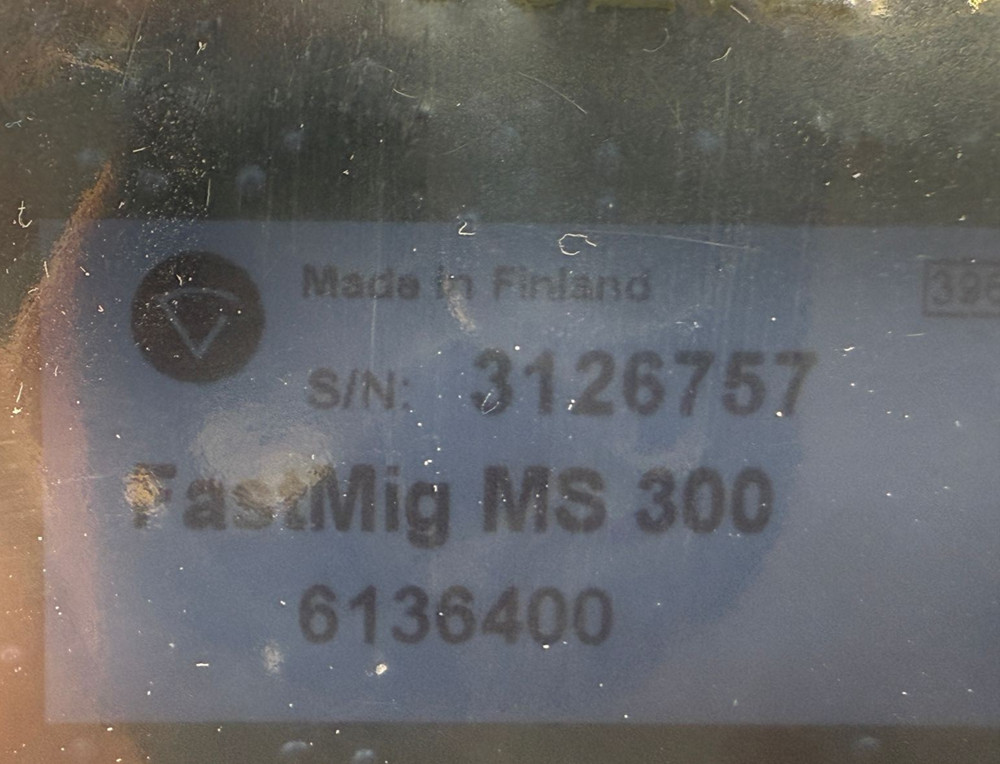 Made in Finland
S/N: 3126757
FastMig MS 300
6136400